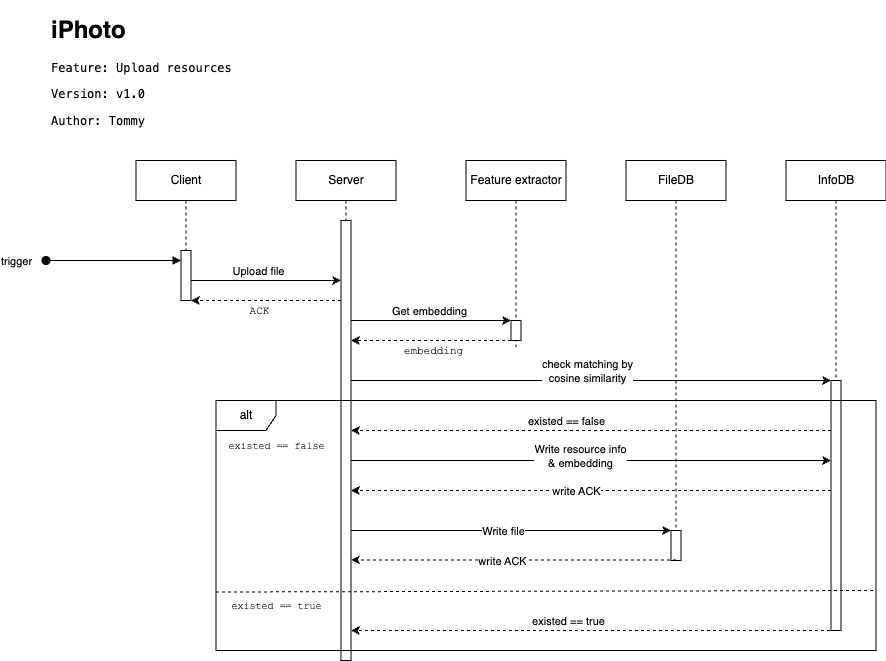 iPhoto
Feature: Upload resources
Version: v1.0
Author: Tommy
Client
Server
Feature extractor
FileDB
InfoDB
trigger
Upload file
ACK
Get embedding
embedding
check matching by
cosine similarity
alt
existed == false
existed == false
Write resource info
& embedding
write ACK
Write file
write ACK
existed == true
existed == true